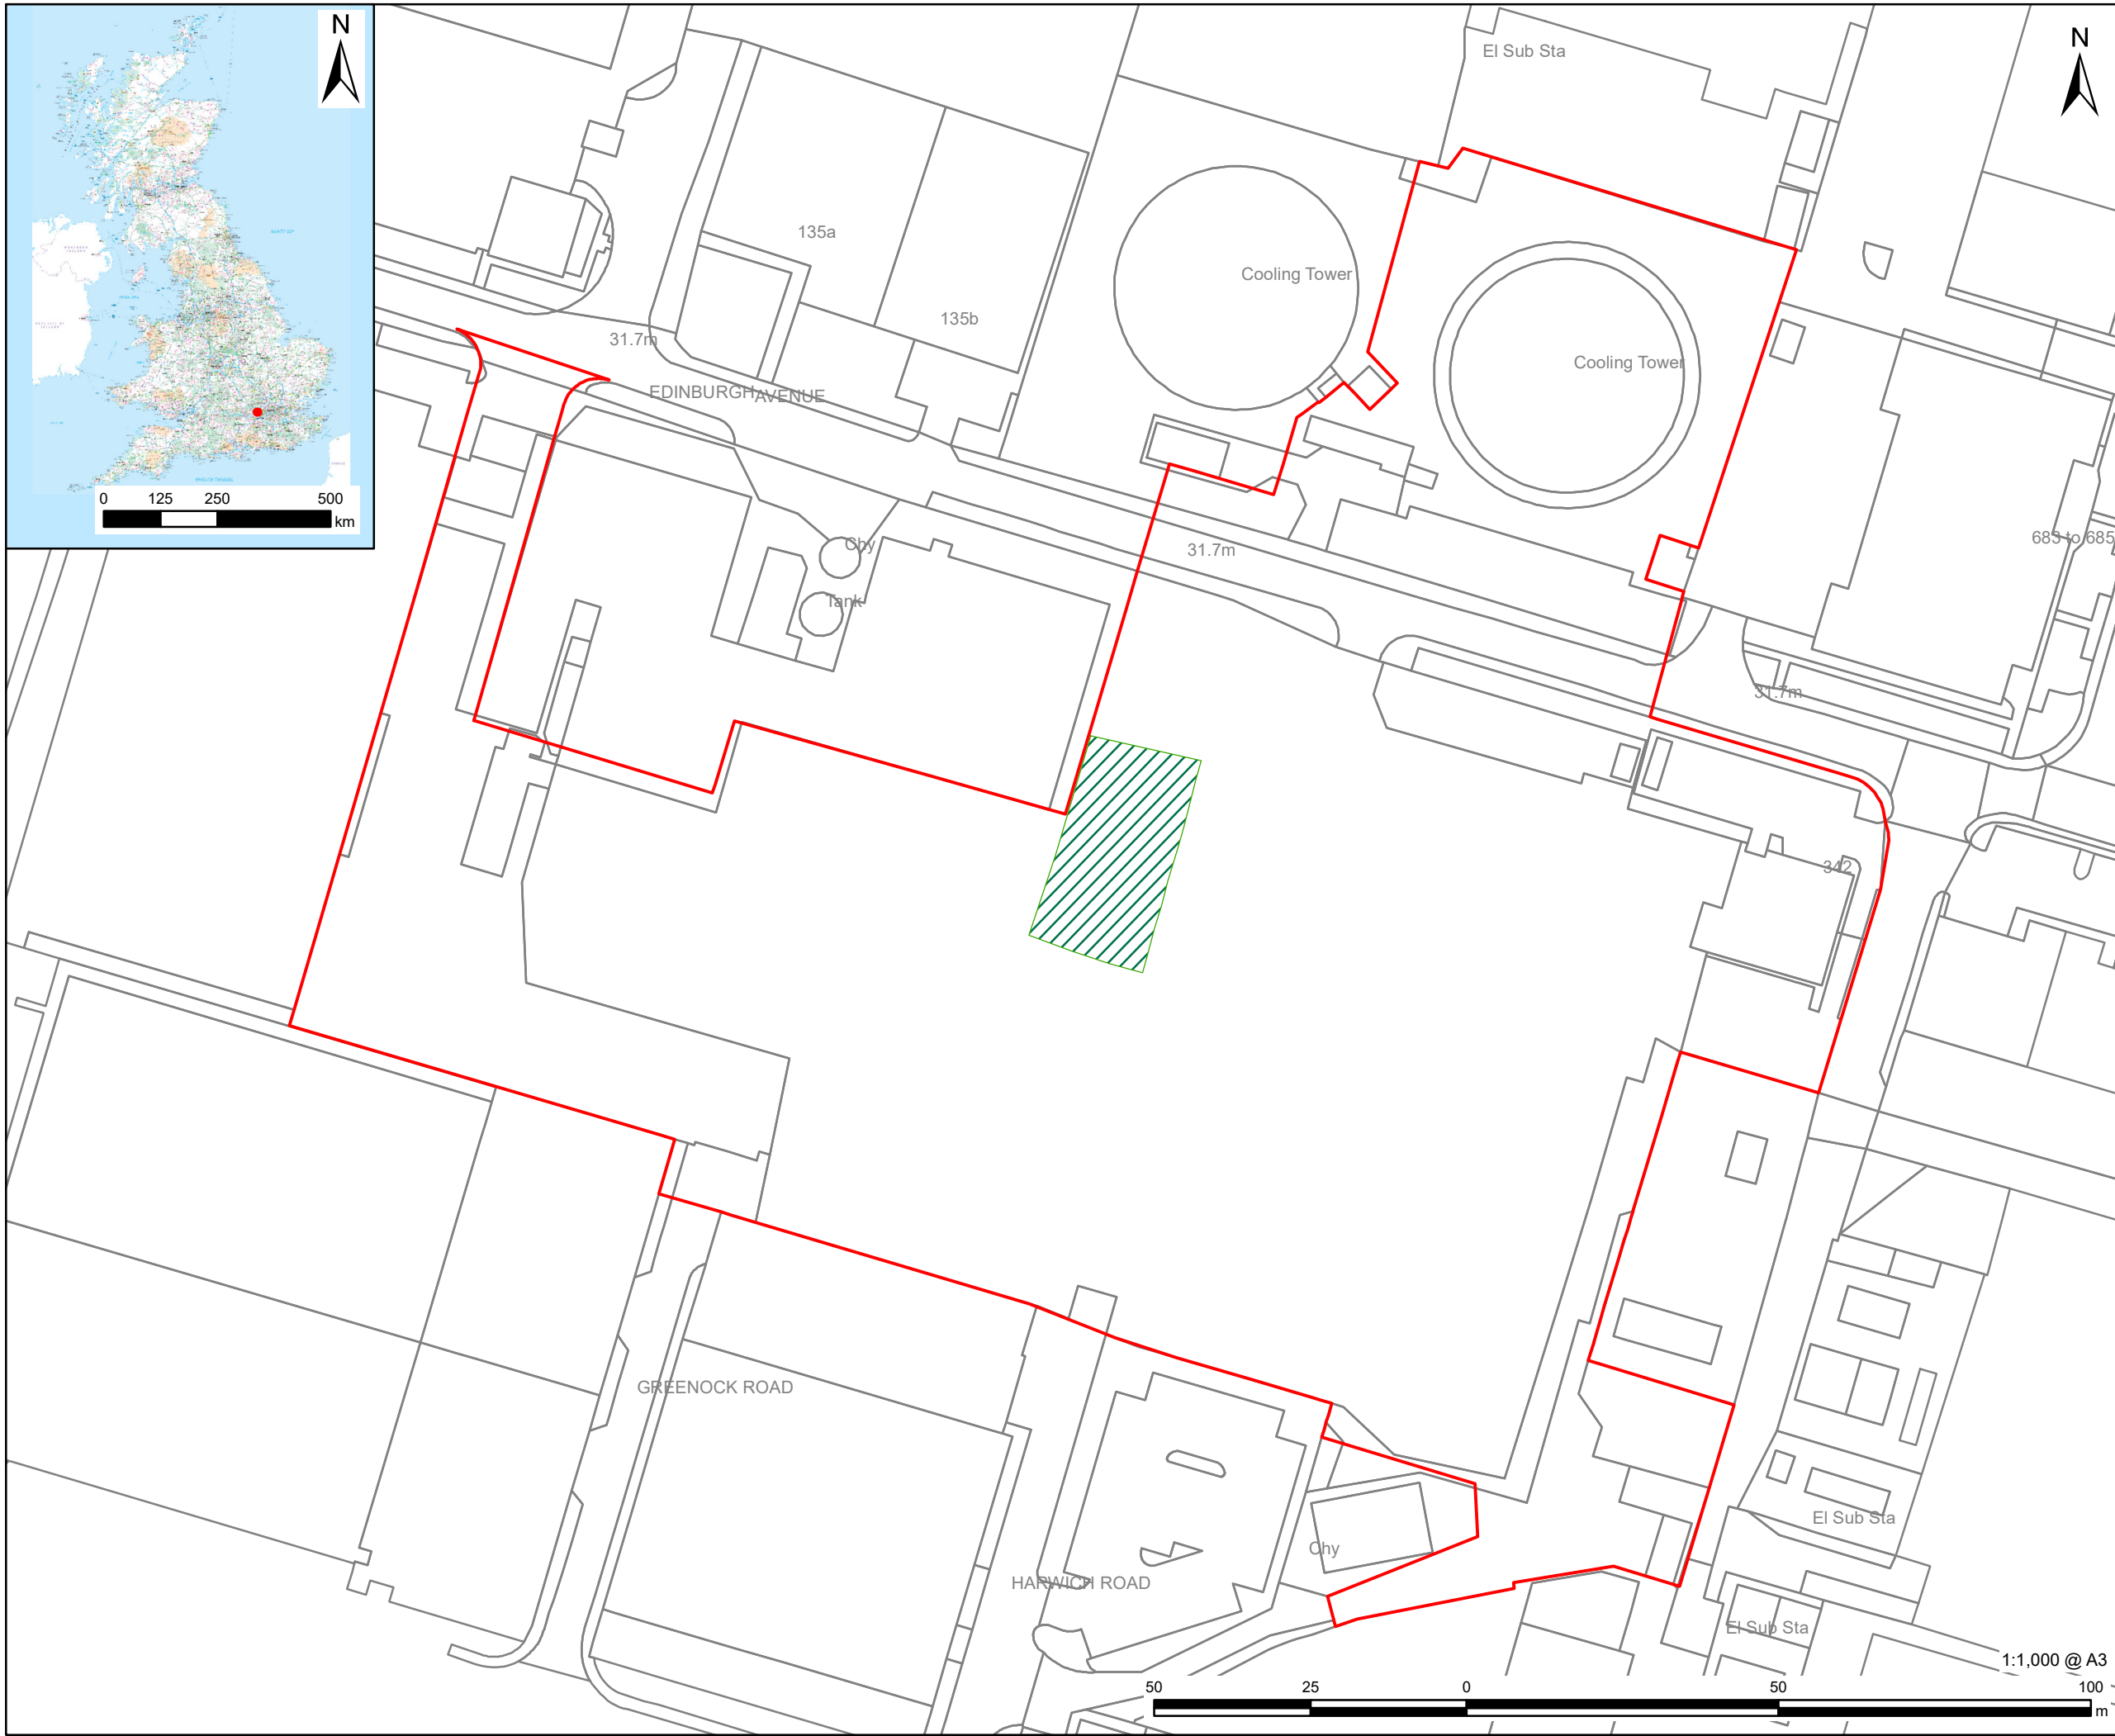 N
N
El Sub Sta
135a
Cooling Tower
135b
31.7m
Cooling Tower
EDINBURGH AVENUE
0 125 250 500
km
683 to 685
Chy
31.7m
Tank
31.7m
342
GREENOCK ROAD
El Sub Sta
Chy
HARWICH ROAD
El Sub Sta
1:1,000 @ A3
50 25 0 50 100
m